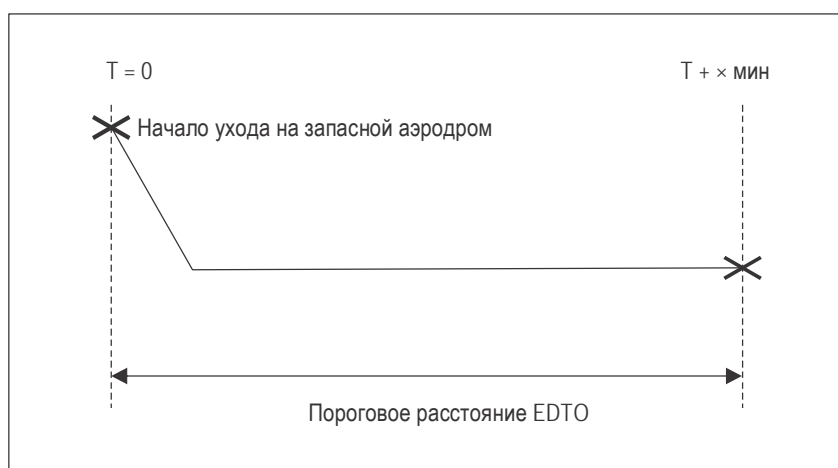 T = 0
T + × мин
Начало ухода на запасной аэродром
Пороговое расстояние EDTO